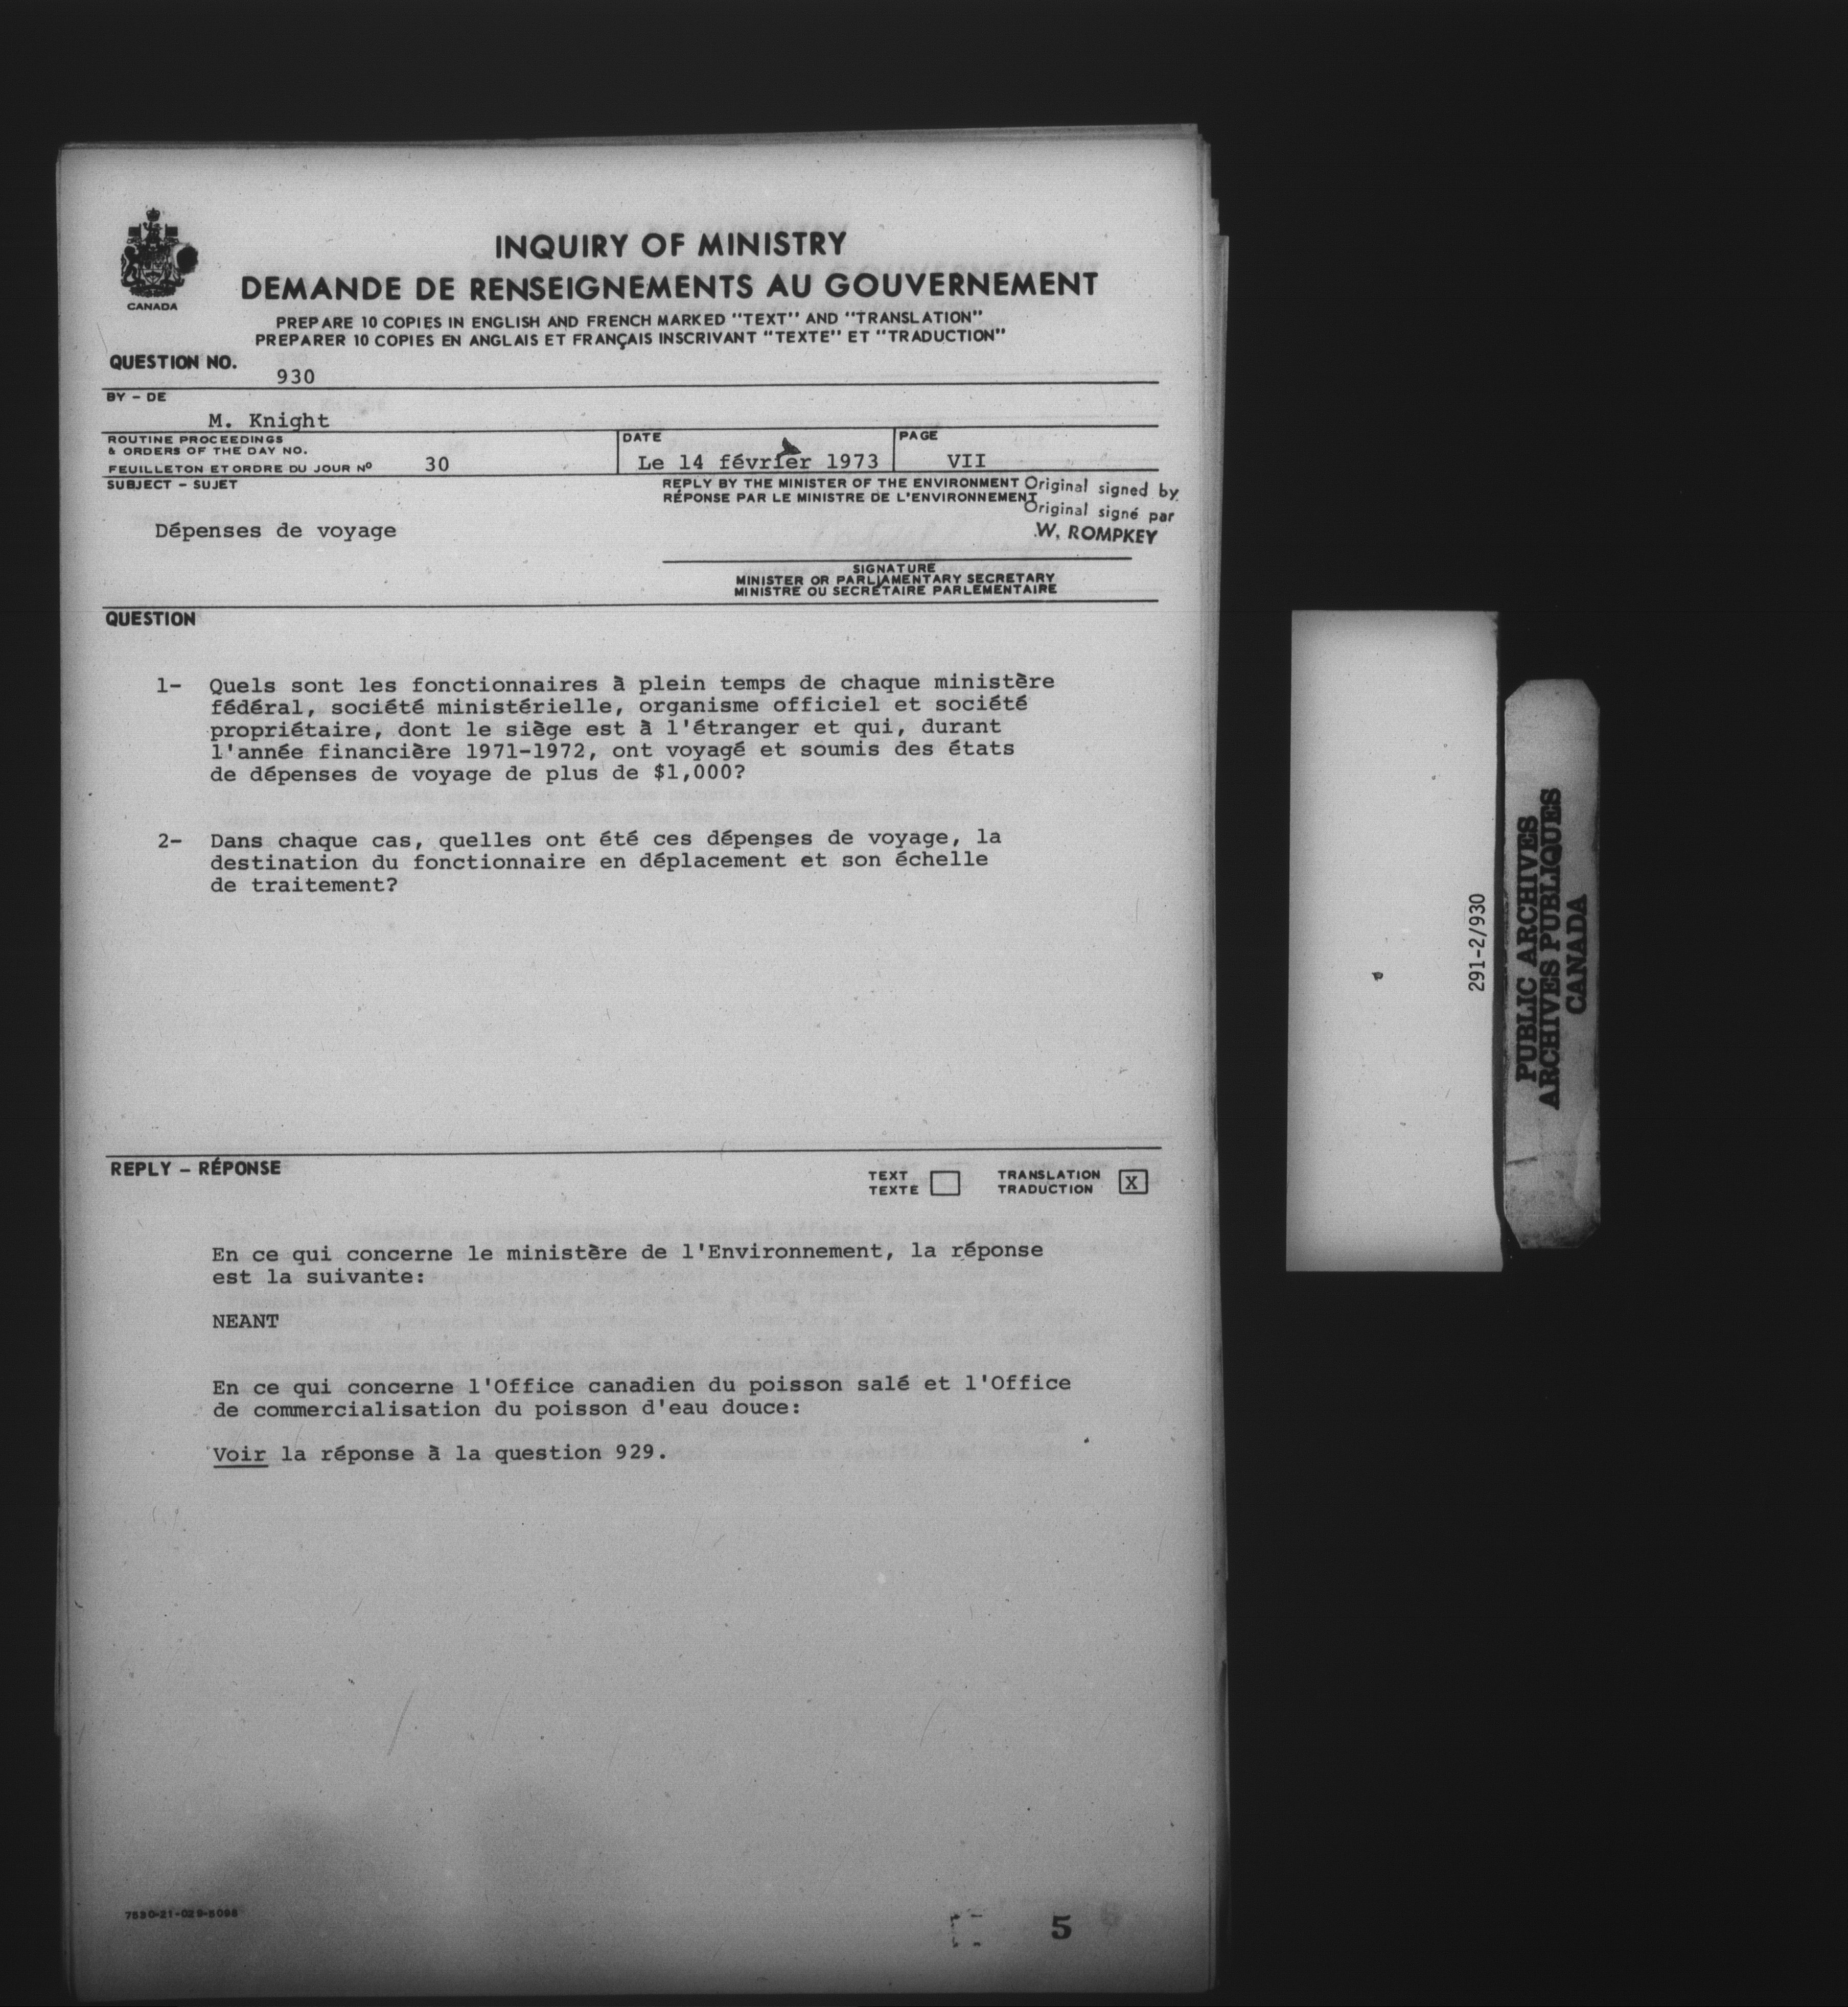 CANADA
INQUIRY OF MINISTRY
DEMANDE DE RENSEIGNEMENTS AU GOUVERNEMENT
PREPARE 10 COPIES IN ENGLISH AND FRENCH MARKED "TEXT" AND "TRANSLATION"
PREPARER 10 COPIES EN ANGLAIS ET FRANÇAIS INSCRIVANT "TEXTE" ET "TRADUCTION"
QUESTION NO.
930
BY – DE
M. Knight
ROUTINE PROCEEDINGS
& ORDERS OF THE DAY NO.
FEUILLETON ET ORDRE DU JOUR Nº
30
DATE
Le 14 février 1973
PAGE
VII
SUBJECT – SUJET
Dépenses de voyage
REPLY BY THE MINISTER OF THE ENVIRONMENT
RÉPONSE PAR LE MINISTRE DE L'ENVIRONNEMENT
Original signed by
Original signé par
W. ROMPKEY
SIGNATURE
MINISTER OR PARLIAMENTARY SECRETARY
MINISTRE OU SECRÉTAIRE PARLEMENTAIRE
QUESTION
1- Quels sont les fonctionnaires à plein temps de chaque ministère
fédéral, société ministérielle, organisme officiel et société
propriétaire, dont le siège est à l'étranger et qui, durant
l'année financière 1971-1972, ont voyagé et soumis des états
de dépenses de voyage de plus de $1,000?
2- Dans chaque cas, quelles ont été ces dépenses de voyage, la
destination du fonctionnaire en déplacement et son échelle
de traitement?
REPLY – RÉPONSE
TEXT
TEXTE
TRANSLATION
TRADUCTION
X
En ce qui concerne le ministère de l'Environnement, la réponse
est la suivante:
NEANT
En ce qui concerne l'Office canadien du poisson salé et l'Office
de commercialisation du poisson d'eau douce:
Voir la réponse à la question 929.
7530-21-029-5098
5
6
291-2/930
PUBLIC ARCHIVES
ARCHIVES PUBLIQUES
CANADA